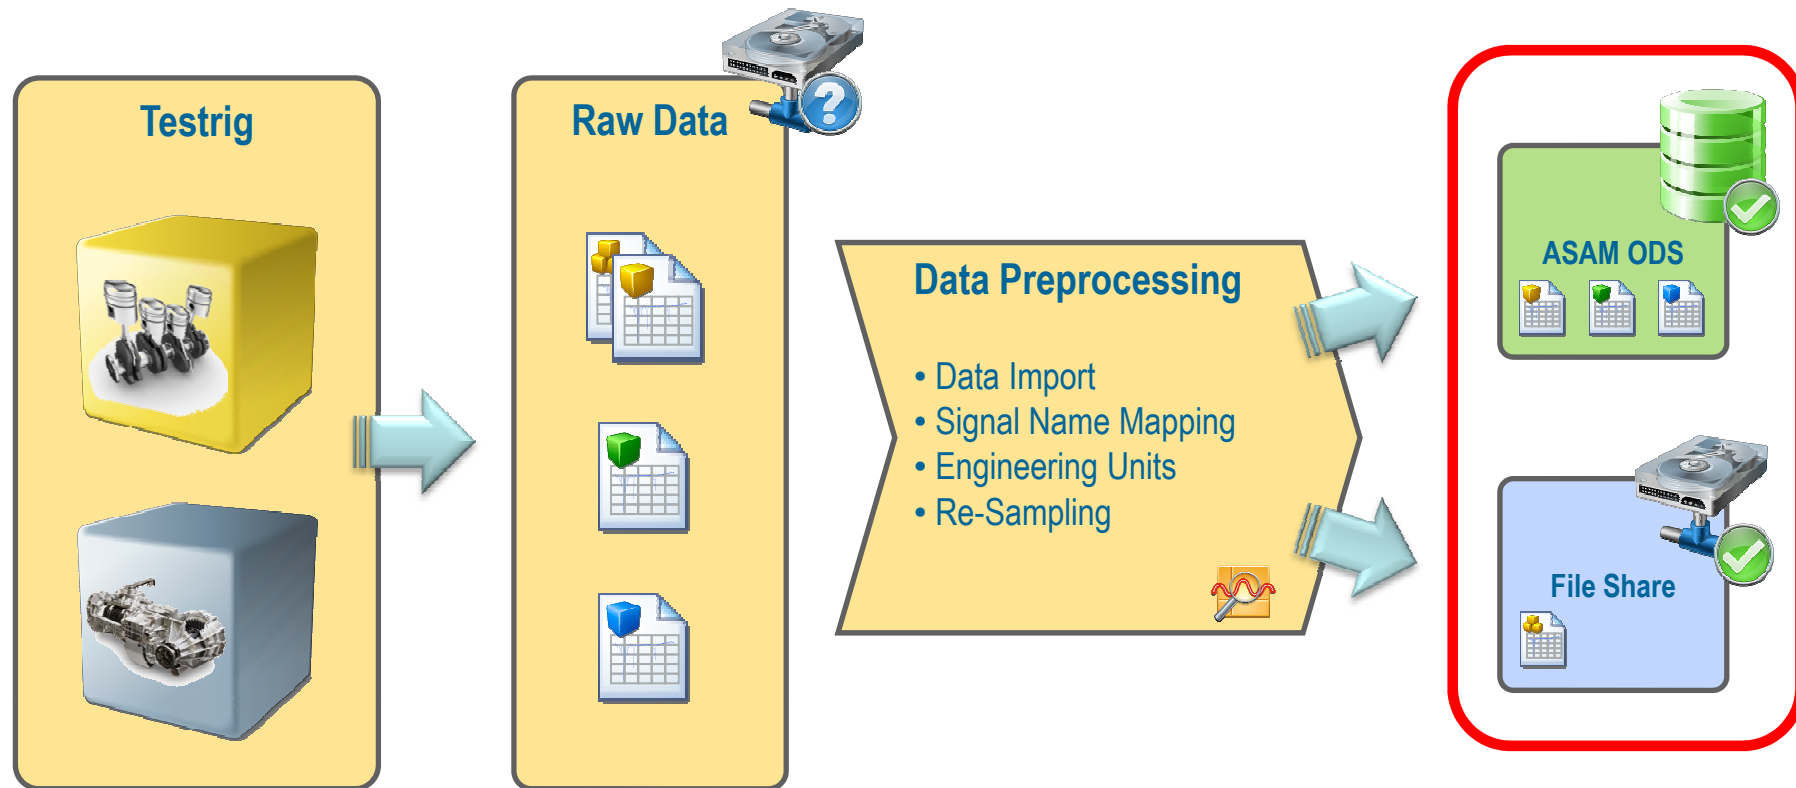 Testrig
Raw Data
Data Preprocessing
• Data Import
• Signal Name Mapping
• Engineering Units
• Re-Sampling
ASAM ODS
File Share